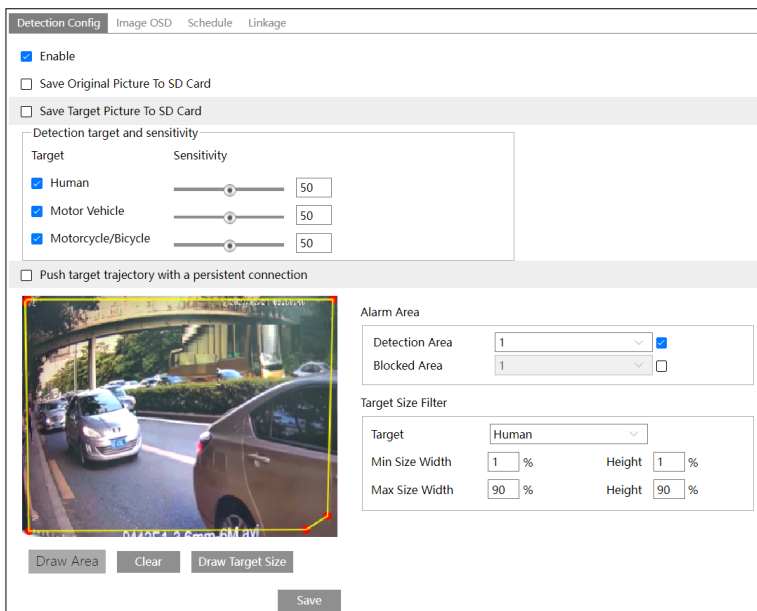 Detection Config Image OSD Schedule Linkage
Enable
Save Original Picture To SD Card
Save Target Picture To SD Card
Detection target and sensitivity
Target Sensitivity
Human 50
Motor Vehicle 50
Motorcycle/Bicycle 50
Push target trajectory with a persistent connection
Alarm Area
Detection Area 1
Blocked Area 1
Target Size Filter
Target Human
Min Size Width 1 % Height 1 %
Max Size Width 90 % Height 90 %
Draw Area Clear Draw Target Size
Save